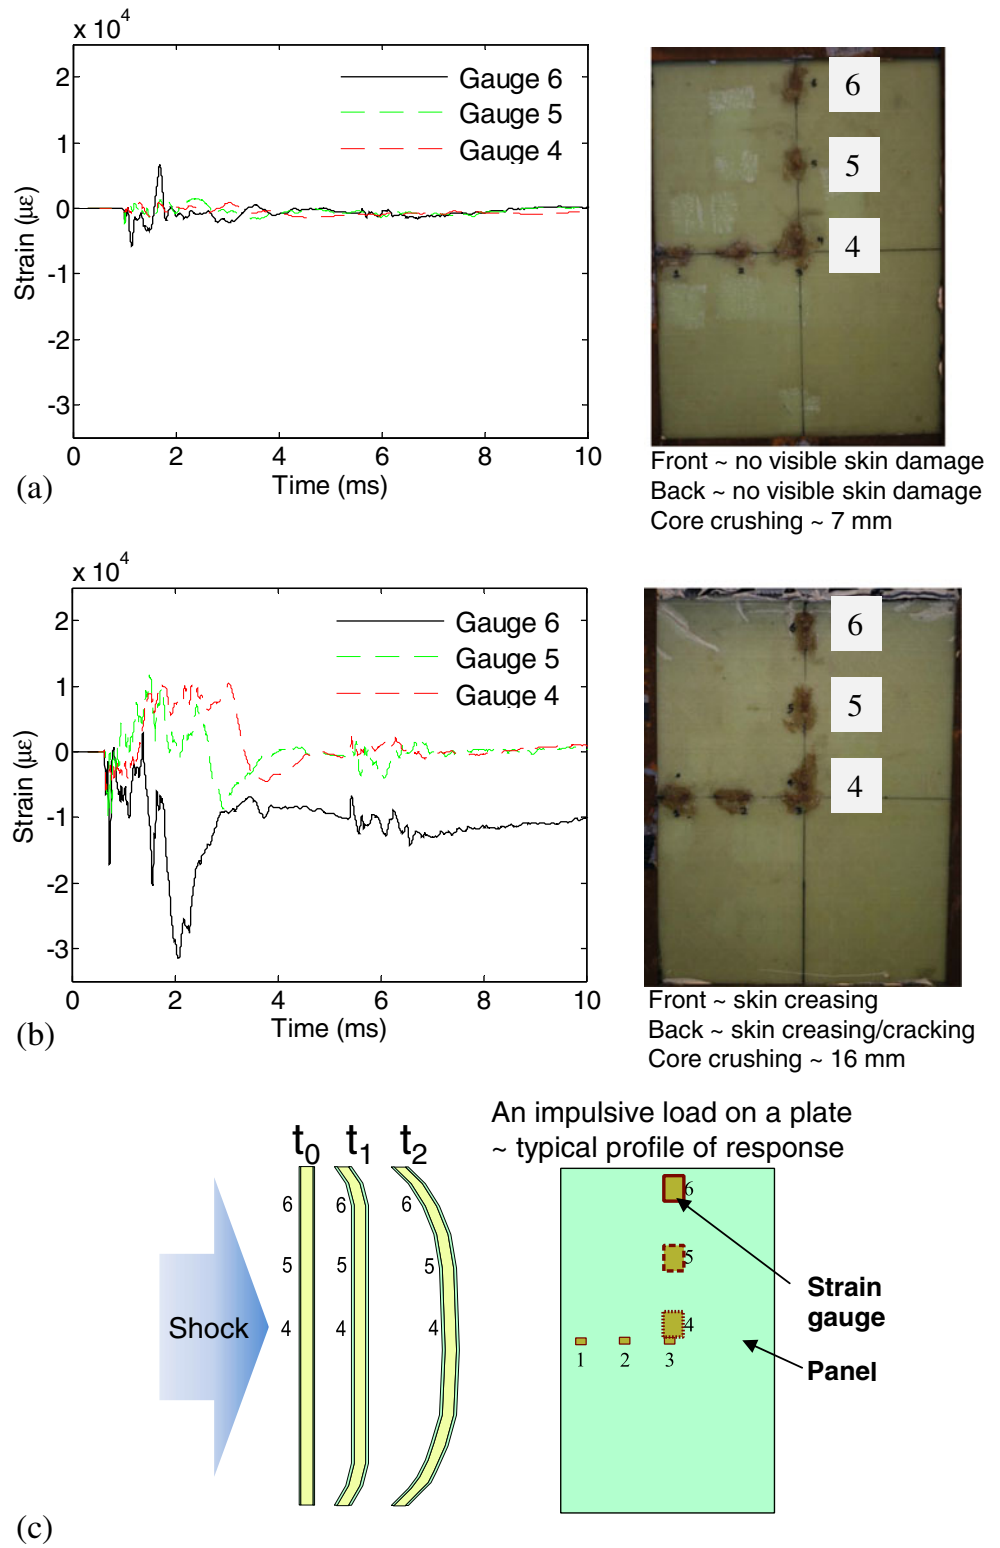 x 10⁴
2
1
0
-1
-2
-3
0 2 4 6 8 10
Strain (µε)
Time (ms)
Gauge 6
Gauge 5
Gauge 4
(a)
6
5
4
Front ~ no visible skin damage
Back ~ no visible skin damage
Core crushing ~ 7 mm
x 10⁴
2
1
0
-1
-2
-3
0 2 4 6 8 10
Strain (µε)
Time (ms)
Gauge 6
Gauge 5
Gauge 4
(b)
6
5
4
Front ~ skin creasing
Back ~ skin creasing/cracking
Core crushing ~ 16 mm
An impulsive load on a plate
~ typical profile of response
t₀ t₁ t₂
6 6 6
5 5 5
4 4 4
Shock
6
5
4
1 2 3
Strain
gauge
Panel
(c)